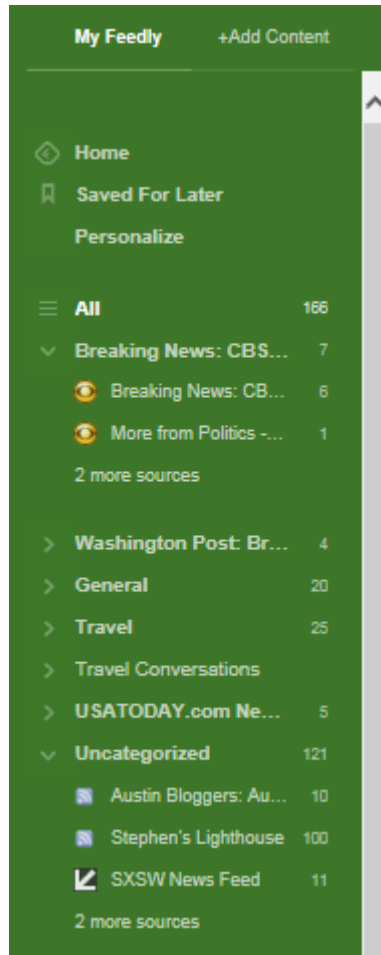 My Feedly +Add Content
Home
Saved For Later
Personalize
All 166
Breaking News: CBS... 7
Breaking News: CB... 6
More from Politics -... 1
2 more sources
Washington Post: Br... 4
General 20
Travel 25
Travel Conversations
USATODAY.com Ne... 5
Uncategorized 121
Austin Bloggers: Au... 10
Stephen's Lighthouse 100
SXSW News Feed 11
2 more sources